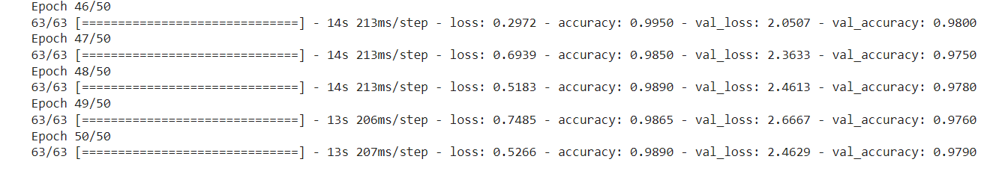 Epoch 46/50
63/63 [==============================] - 14s 213ms/step - loss: 0.2972 - accuracy: 0.9950 - val_loss: 2.0507 - val_accuracy: 0.9800
Epoch 47/50
63/63 [==============================] - 14s 213ms/step - loss: 0.6939 - accuracy: 0.9850 - val_loss: 2.3633 - val_accuracy: 0.9750
Epoch 48/50
63/63 [==============================] - 14s 213ms/step - loss: 0.5183 - accuracy: 0.9890 - val_loss: 2.4613 - val_accuracy: 0.9780
Epoch 49/50
63/63 [==============================] - 13s 206ms/step - loss: 0.7485 - accuracy: 0.9865 - val_loss: 2.6667 - val_accuracy: 0.9760
Epoch 50/50
63/63 [==============================] - 13s 207ms/step - loss: 0.5266 - accuracy: 0.9890 - val_loss: 2.4629 - val_accuracy: 0.9790